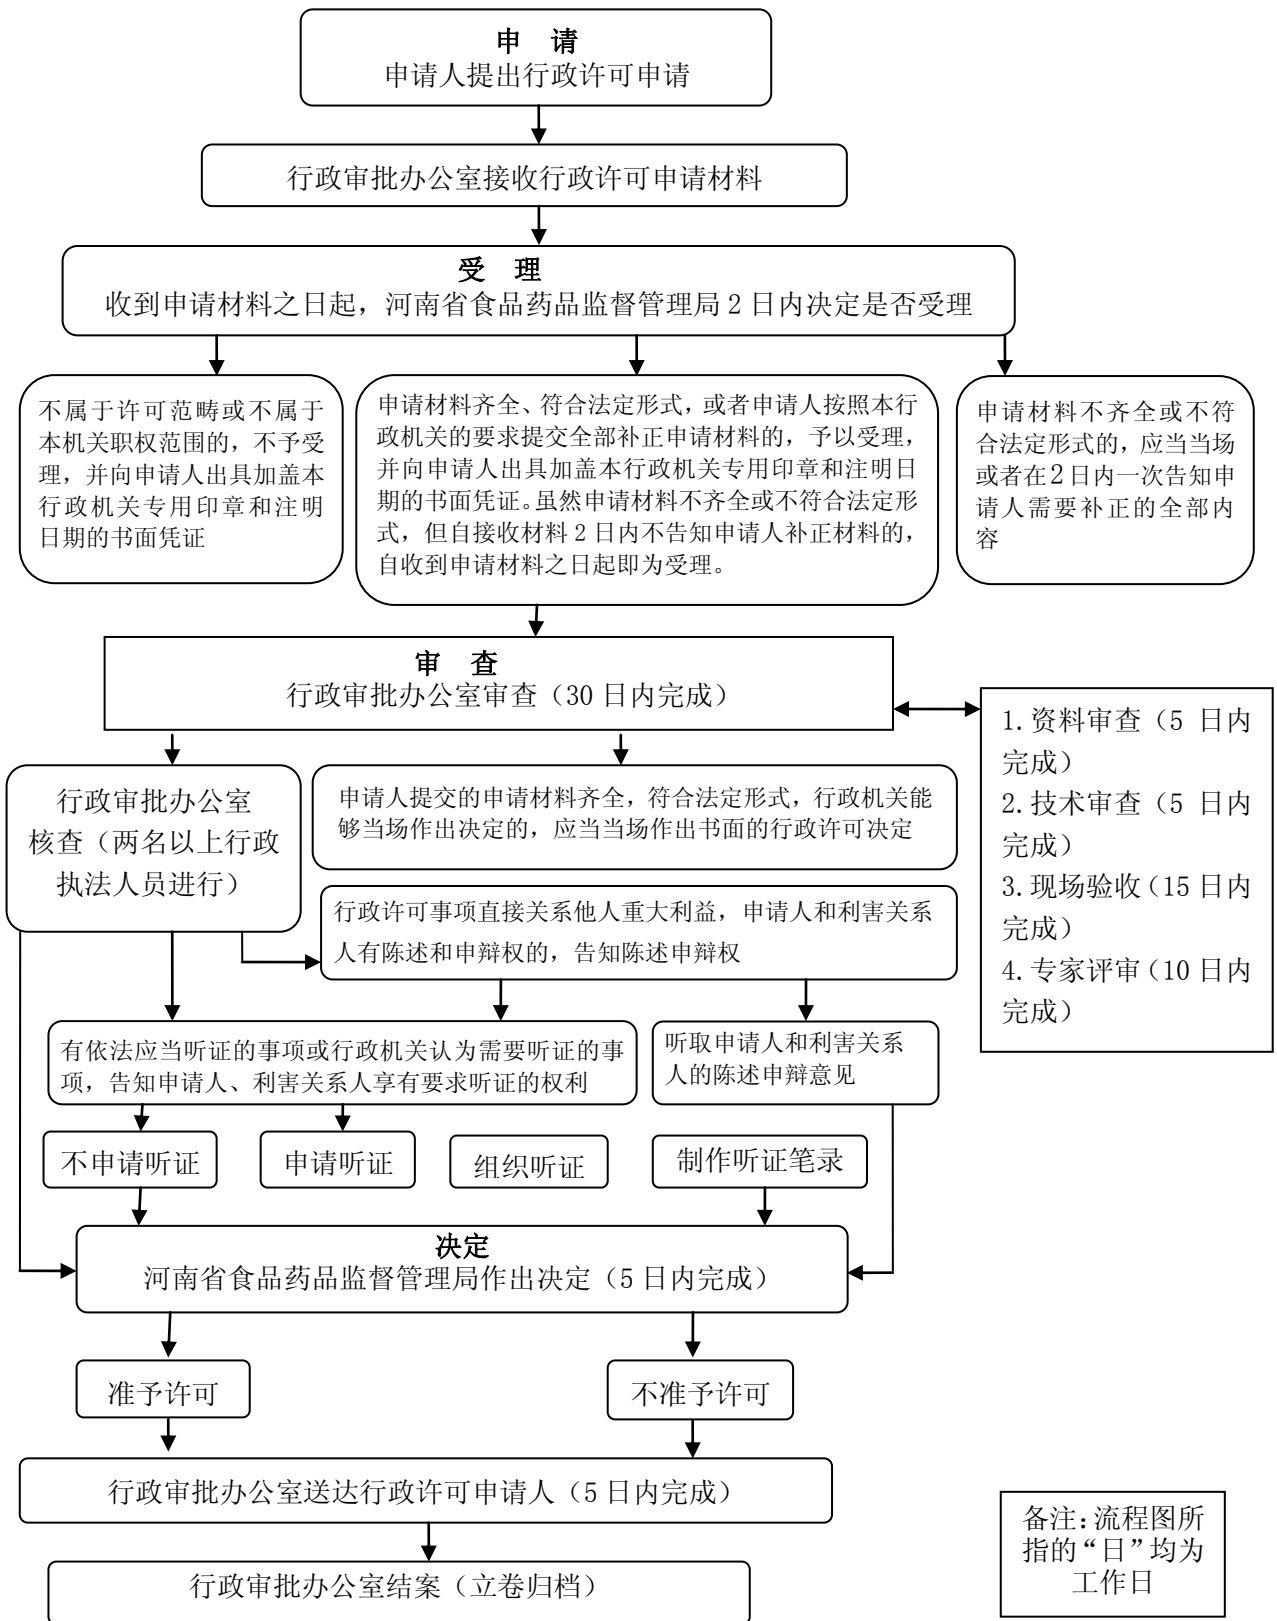 申 请
申请人提出行政许可申请
行政审批办公室接收行政许可申请材料
受 理
收到申请材料之日起，河南省食品药品监督管理局 2 日内决定是否受理
不属于许可范畴或不属于
本机关职权范围的，不予受
理，并向申请人出具加盖本
行政机关专用印章和注明
日期的书面凭证
申请材料齐全、符合法定形式，或者申请人按照本行
政机关的要求提交全部补正申请材料的，予以受理，
并向申请人出具加盖本行政机关专用印章和注明日
期的书面凭证。虽然申请材料不齐全或不符合法定形
式，但自接收材料 2 日内不告知申请人补正材料的，
自收到申请材料之日起即为受理。
申请材料不齐全或不符
合法定形式的，应当当场
或者在 2 日内一次告知申
请人需要补正的全部内
容
审 查
行政审批办公室审查（30 日内完成）
1.资料审查（5 日内
完成）
2.技术审查（5 日内
完成）
3.现场验收（15 日内
完成）
4.专家评审（10 日内
完成）
行政审批办公室
核查（两名以上行政
执法人员进行）
申请人提交的申请材料齐全，符合法定形式，行政机关能
够当场作出决定的，应当当场作出书面的行政许可决定
行政许可事项直接关系他人重大利益，申请人和利害关系
人有陈述和申辩权的，告知陈述申辩权
有依法应当听证的事项或行政机关认为需要听证的事
项，告知申请人、利害关系人享有要求听证的权利
听取申请人和利害关系
人的陈述申辩意见
不申请听证
申请听证
组织听证
制作听证笔录
决定
河南省食品药品监督管理局作出决定（5 日内完成）
准予许可
不准予许可
行政审批办公室送达行政许可申请人（5 日内完成）
行政审批办公室结案（立卷归档）
备注：流程图所
指的“日”均为
工作日